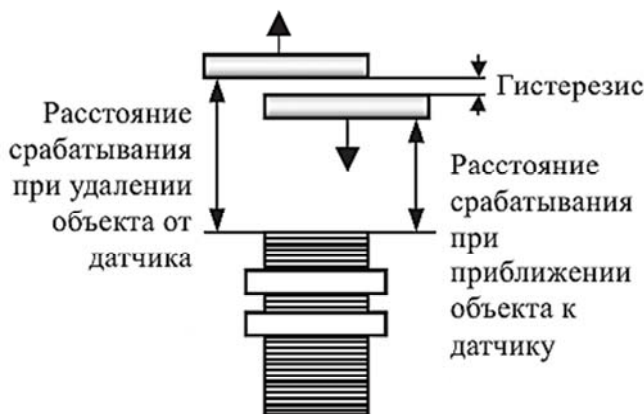 Гистерезис
Расстояние
срабатывания
при удалении
объекта от
датчика
Расстояние
срабатывания
при
приближении
объекта к
датчику